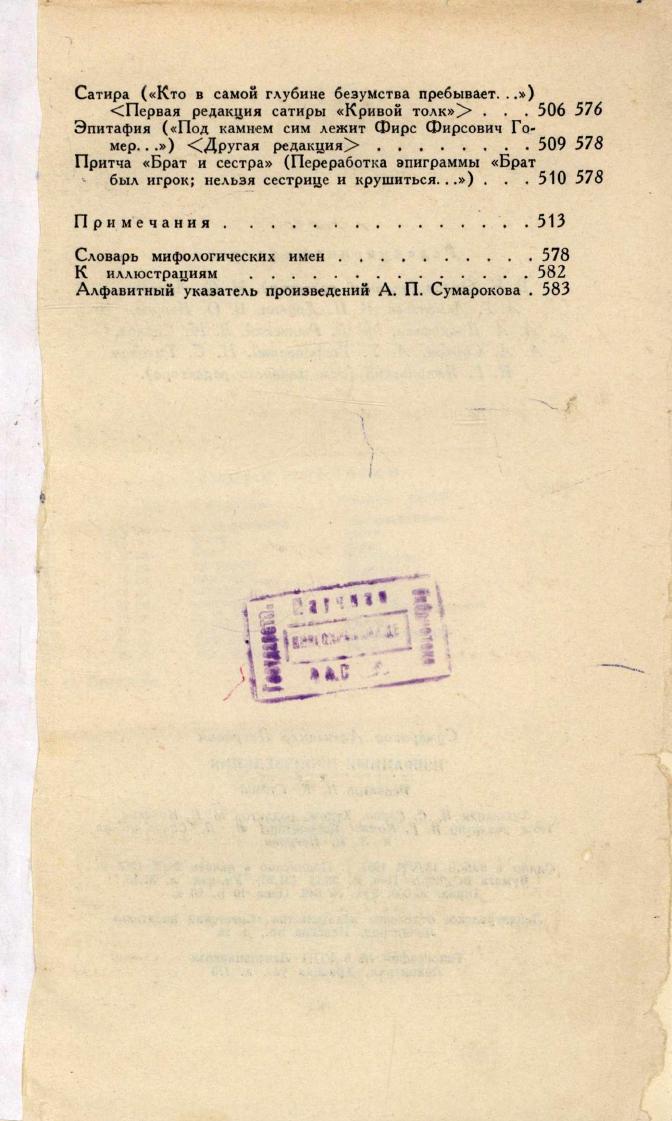 Сатира («Кто в самой глубине безумства пребывает. . .»)
<Первая редакция сатиры «Кривой толк»> . . . 506 576
Эпитафия («Под камнем сим лежит Фирс Фирсович Го-
мер. . .») <Другая редакция> . . . . . . . . 509 578
Притча «Брат и сестра» (Переработка эпиграммы «Брат
был игрок; нельзя сестрице и крушиться. . .») . . . 510 578
Примечания . . . . . . . . . . . . . . . 513
Словарь мифологических имен . . . . . . . . . . 578
К иллюстрациям . . . . . . . . . . . . . 582
Алфавитный указатель произведений А. П. Сумарокова . 583
Научная
библиотека